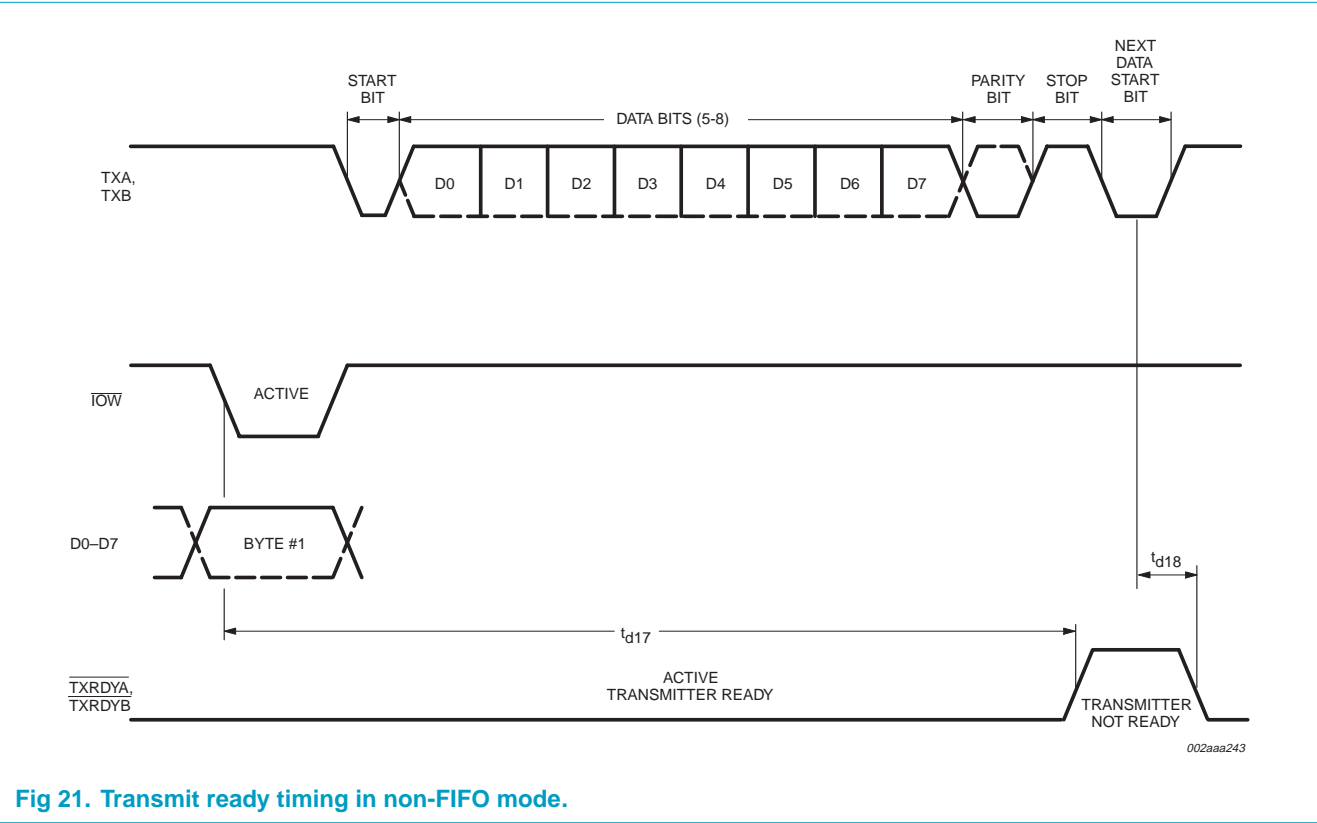 START
BIT
DATA BITS (5-8)
PARITY
BIT
STOP
BIT
NEXT
DATA
START
BIT
TXA,
TXB
D0 D1 D2 D3 D4 D5 D6 D7
IOW
ACTIVE
D0–D7
BYTE #1
td18
td17
TXRDYA,
TXRDYB
ACTIVE
TRANSMITTER READY
TRANSMITTER
NOT READY
002aaa243
Fig 21. Transmit ready timing in non-FIFO mode.